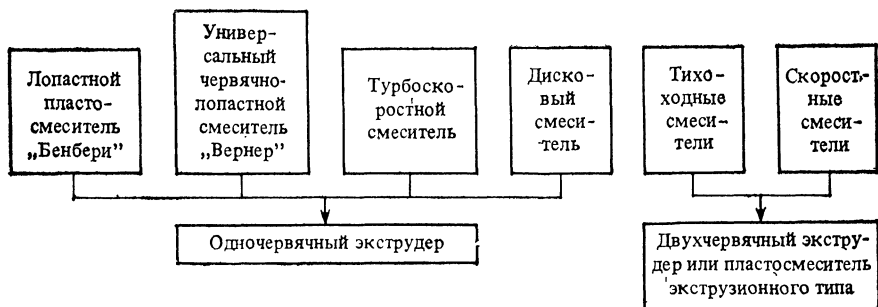 Лопастной
пласто-
смеситель
„Бенбери”
Универ-
сальный
червячно-
лопастной
смеситель
„Вернер”
Турбоско-
ростной
смеситель
Диско-
вый
смеси-
тель
Тихо-
ходные
смеси-
тели
Скорост-
ные
смеси-
тели
Одночервячный экструдер
Двухчервячный экстру-
дер или пластосмеситель
экструзионного типа